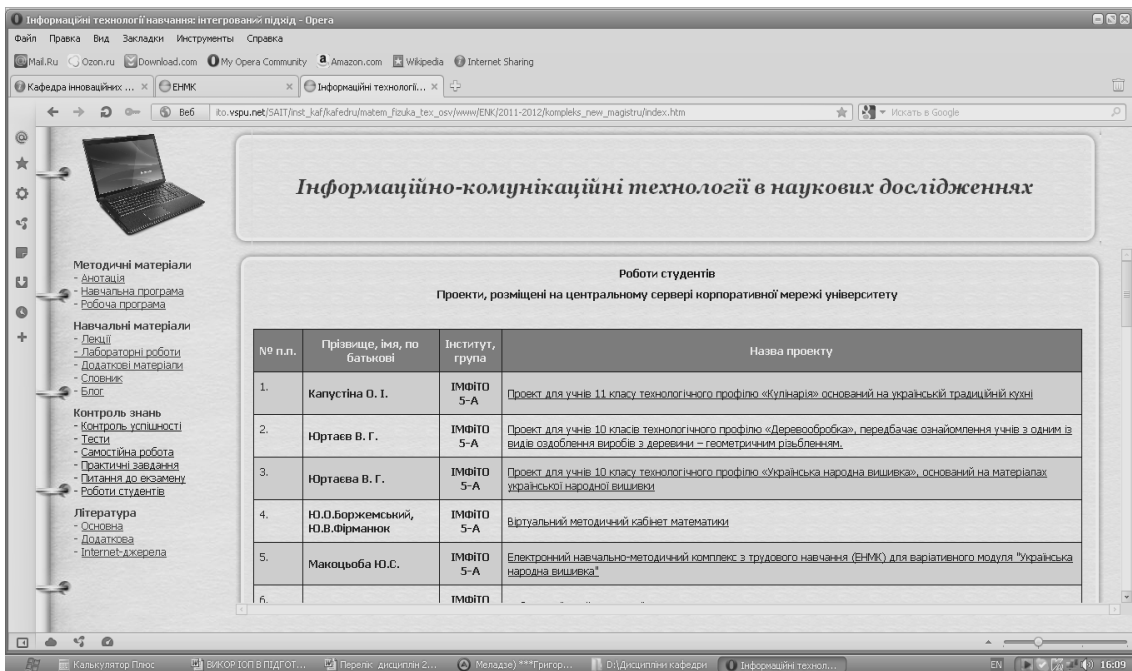 Інформаційні технології навчання: інтегрований підхід - Opera
Файл Правка Вид Закладки Инструменты Справка
Mail.Ru Ozon.ru Download.com My Opera Community Amazon.com Wikipedia Internet Sharing
Кафедра інноваційних ... ЕНМК Інформаційні технології...
Веб ito.vspu.net/SAIT/inst_kaf/kafedru/matem_fizuka_tex_osv/www/ENK/2011-2012/kompleks_new_magistru/index.htm Искать в Google
Інформаційно-комунікаційні технології в наукових дослідженнях
Методичні матеріали
- Анотація
- Навчальна програма
- Робоча програма
Навчальні матеріали
- Лекції
- Лабораторні роботи
- Додаткові матеріали
- Словник
- Блог
Контроль знань
- Контроль успішності
- Тести
- Самостійна робота
- Практичні завдання
- Питання до екзамену
- Роботи студентів
Література
- Основна
- Додаткова
- Internet-джерела
Роботи студентів
Проекти, розміщені на центральному сервері корпоративної мережі університету
№ п.п. Прізвище, імя, по батькові Інститут, група Назва проекту
1. Капустіна О. І. ІМФіТО 5-А Проект для учнів 11 класу технологічного профілю «Кулінарія» оснований на українській традиційній кухні
2. Юртаєв В. Г. ІМФіТО 5-А Проект для учнів 10 класів технологічного профілю «Деревообробка», передбачає ознайомлення учнів з одним із
видів оздоблення виробів з деревини – геометричним різьбленням.
3. Юртаєва В. Г. ІМФіТО 5-А Проект для учнів 10 класу технологічного профілю «Українська народна вишивка», оснований на матеріалах
української народної вишивки
4. Ю.О.Боржемський, Ю.В.Фірманюк ІМФіТО 5-А Віртуальний методичний кабінет математики
5. Макоцьоба Ю.С. ІМФіТО 5-А Електронний навчально-методичний комплекс з трудового навчання (ЕНМК) для варіативного модуля "Українська
народна вишивка"
6. ІМФіТО
Калькулятор Плюс ВИКОР ІОП В ПІДГОТ... Перелік дисциплін 2... Меладзе) ***Григор... D:\Дисципліни кафедри Інформаційні технол... EN 16:09